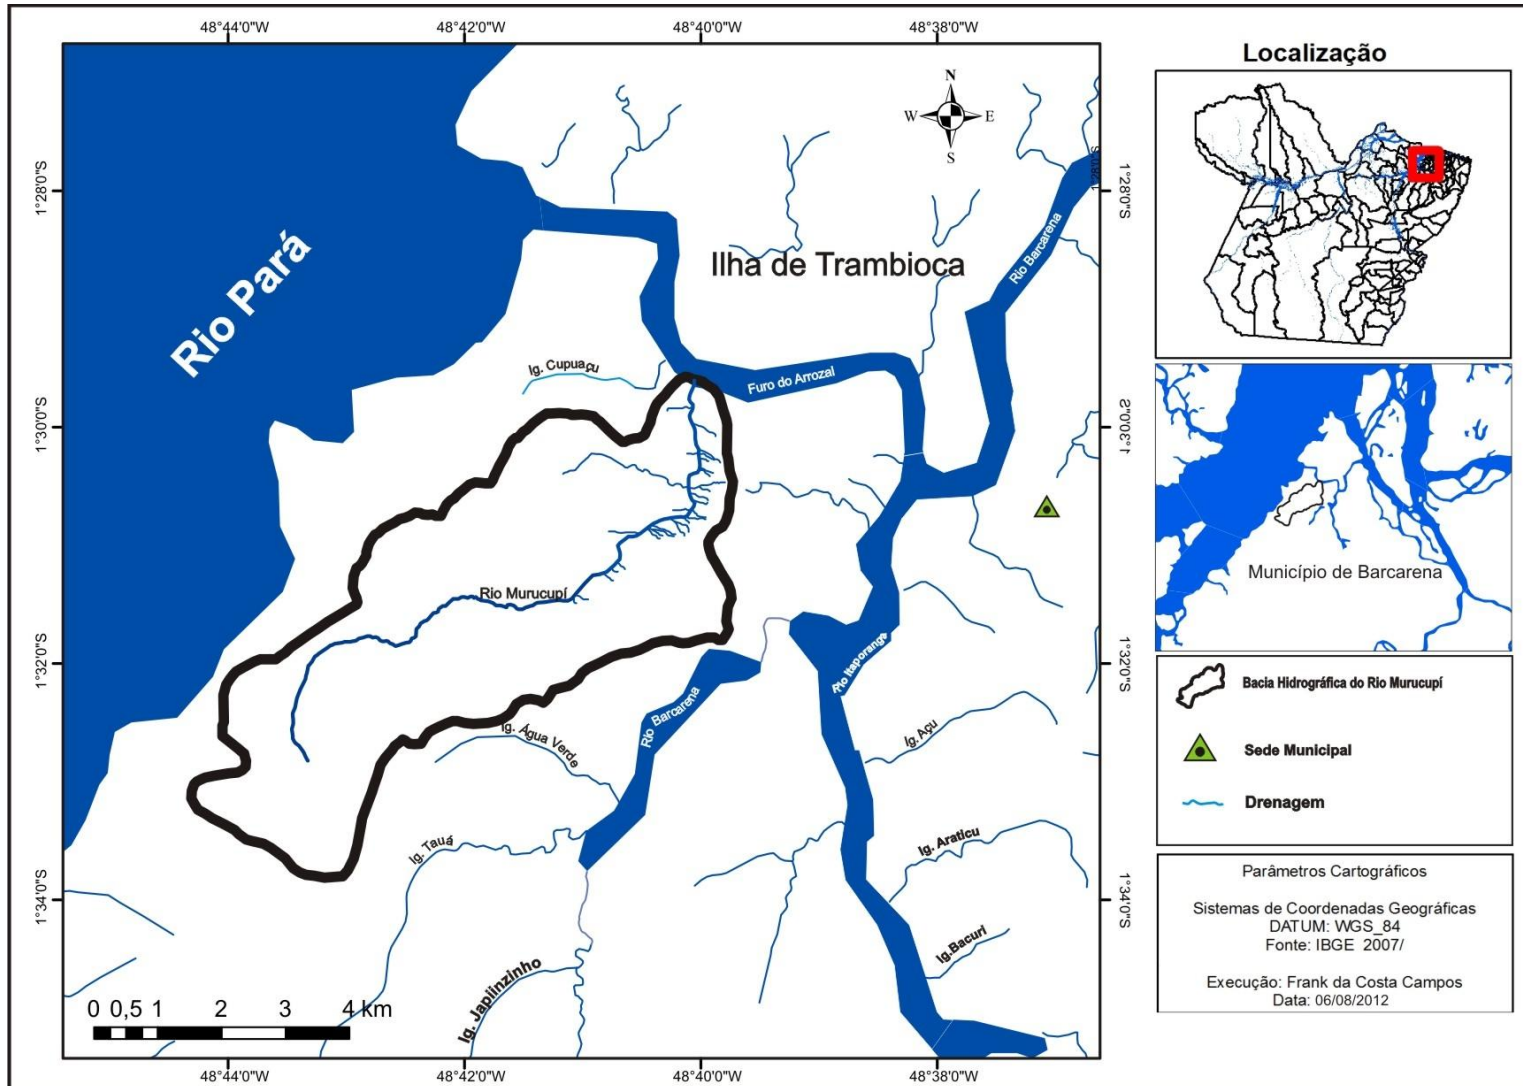 48°44'0"W
48°42'0"W
48°40'0"W
48°38'0"W
Localização
N
W
E
S
1°28'0"S
1°28'0"S
1°28'0"S
Rio Barcarena
Ilha de Trambioca
Rio Pará
Ig. Cupuaçu
Furo do Arrozal
1°30'0"S
Município de Barcarena
Rio Murucupí
1°32'0"S
1°32'0"S
Rio Itaporanga
Rio Barcarena
Bacia Hidrográfica do Rio Murucupí
Ig. Água Verde
Ig. Açu
Sede Municipal
Drenagem
Ig. Tauá
Ig. Araticu
Parâmetros Cartográficos
1°34'0"S
1°34'0"S
Sistemas de Coordenadas Geográficas
DATUM: WGS_84
Fonte: IBGE 2007/
Ig.Bacuri
Ig. Japiinzinho
Execução: Frank da Costa Campos
Data: 06/08/2012
0 0,5 1 2 3 4 km
48°44'0"W
48°42'0"W
48°40'0"W
48°38'0"W